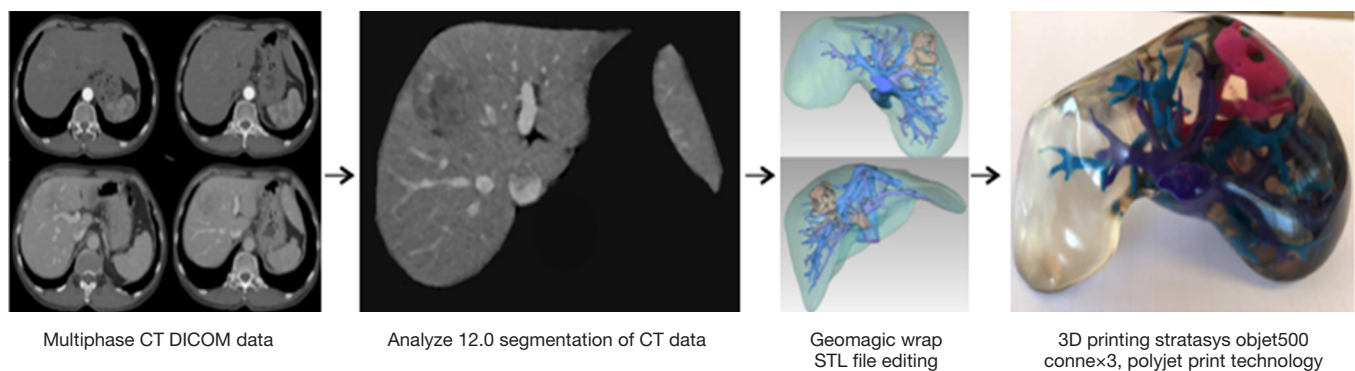 Multiphase CT DICOM data
Analyze 12.0 segmentation of CT data
Geomagic wrap
STL file editing
3D printing stratasys objet500
conne×3, polyjet print technology